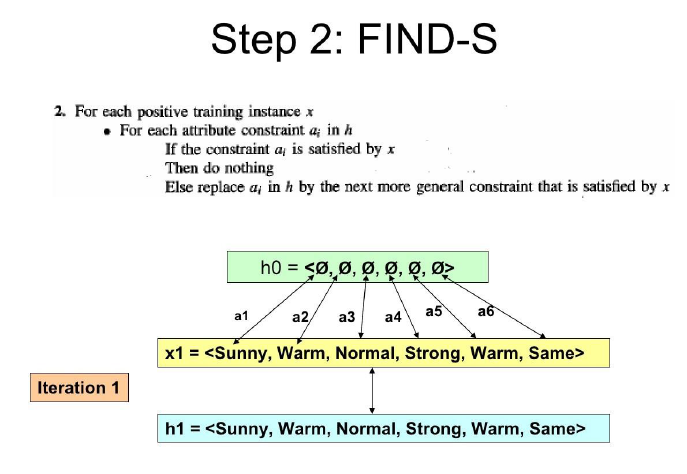 Step 2: FIND-S
2. For each positive training instance x
• For each attribute constraint aᵢ in h
If the constraint aᵢ is satisfied by x
Then do nothing
Else replace aᵢ in h by the next more general constraint that is satisfied by x
h0 = <Ø, Ø, Ø, Ø, Ø, Ø>
a1 a2 a3 a4 a5 a6
x1 = <Sunny, Warm, Normal, Strong, Warm, Same>
Iteration 1
h1 = <Sunny, Warm, Normal, Strong, Warm, Same>